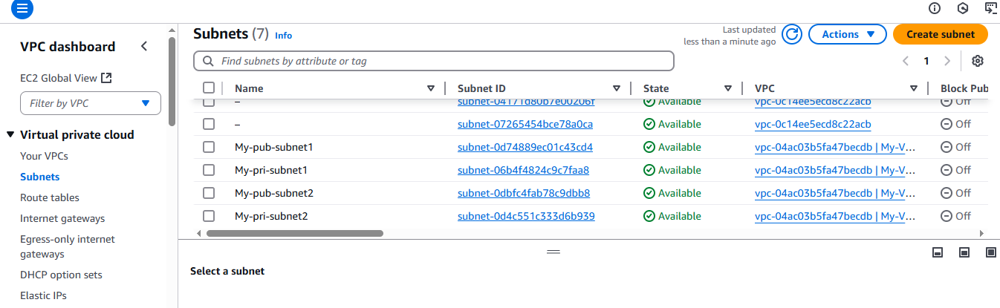 Subnets (7) Info
Last updated
less than a minute ago
Actions
Create subnet
VPC dashboard
EC2 Global View
Filter by VPC
Virtual private cloud
Your VPCs
Subnets
Route tables
Internet gateways
Egress-only internet
gateways
DHCP option sets
Elastic IPs
Find subnets by attribute or tag
1
Name Subnet ID State VPC Block Pub
– subnet-04171d80b7e00206f Available vpc-0c14ee5ecd8c22acb Off
– subnet-07265454bce78a0ca Available vpc-0c14ee5ecd8c22acb Off
My-pub-subnet1 subnet-0d74889ec01c43cd4 Available vpc-04ac03b5fa47becdb | My-V... Off
My-pri-subnet1 subnet-06b4f4824c9c7faa8 Available vpc-04ac03b5fa47becdb | My-V... Off
My-pub-subnet2 subnet-0dbfc4fab78c9dbb8 Available vpc-04ac03b5fa47becdb | My-V... Off
My-pri-subnet2 subnet-0d4c551c333d6b939 Available vpc-04ac03b5fa47becdb | My-V... Off
Select a subnet